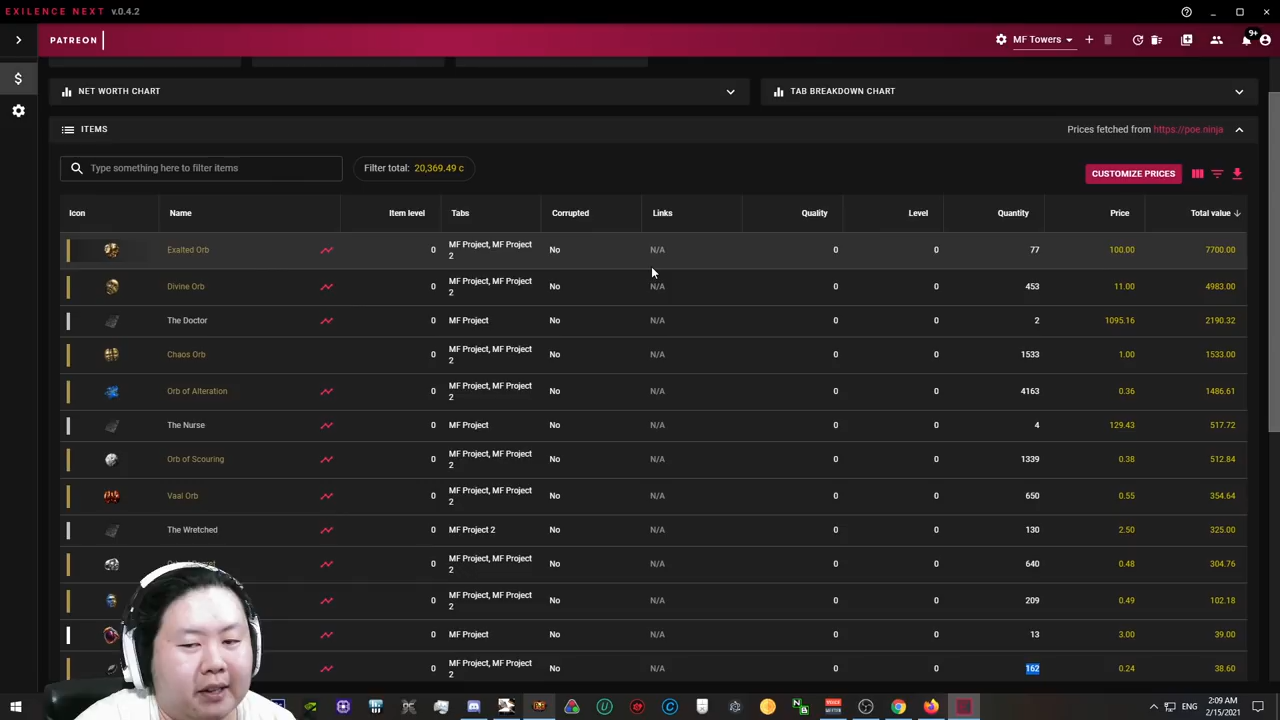 EXILENCE NEXT v.0.4.2
PATREON
MF Towers
9+
NET WORTH CHART
TAB BREAKDOWN CHART
ITEMS
Prices fetched from https://poe.ninja
Type something here to filter items
Filter total: 20,369.49 c
CUSTOMIZE PRICES
Icon Name Item level Tabs Corrupted Links Quality Level Quantity Price Total value
Exalted Orb 0 MF Project, MF Project 2 No N/A 0 0 77 100.00 7700.00
Divine Orb 0 MF Project, MF Project 2 No N/A 0 0 453 11.00 4983.00
The Doctor 0 MF Project No N/A 0 0 2 1095.16 2190.32
Chaos Orb 0 MF Project, MF Project 2 No N/A 0 0 1533 1.00 1533.00
Orb of Alteration 0 MF Project, MF Project 2 No N/A 0 0 4163 0.36 1486.61
The Nurse 0 MF Project No N/A 0 0 4 129.43 517.72
Orb of Scouring 0 MF Project, MF Project 2 No N/A 0 0 1339 0.38 512.84
Vaal Orb 0 MF Project, MF Project 2 No N/A 0 0 650 0.55 354.64
The Wretched 0 MF Project 2 No N/A 0 0 130 2.50 325.00
0 MF Project, MF Project 2 No N/A 0 0 640 0.48 304.76
0 MF Project, MF Project 2 No N/A 0 0 209 0.49 102.18
0 MF Project No N/A 0 0 13 3.00 39.00
0 MF Project, MF Project 2 No N/A 0 0 162 0.24 38.60
ENG
2:09 AM
2/15/2021